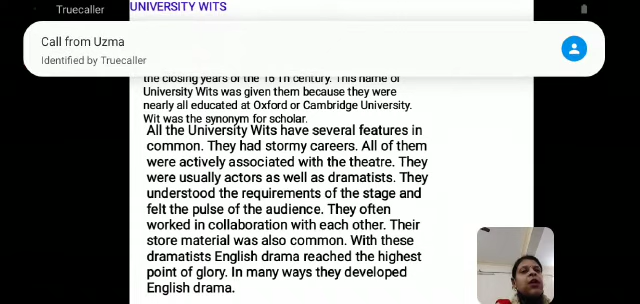 Truecaller
UNIVERSITY WITS
Call from Uzma
Identified by Truecaller
the closing years of the 16 Th century. This name of
University Wits was given them because they were
nearly all educated at Oxford or Cambridge University.
Wit was the synonym for scholar.
All the University Wits have several features in
common. They had stormy careers. All of them
were actively associated with the theatre. They
were usually actors as well as dramatists. They
understood the requirements of the stage and
felt the pulse of the audience. They often
worked in collaboration with each other. Their
store material was also common. With these
dramatists English drama reached the highest
point of glory. In many ways they developed
English drama.